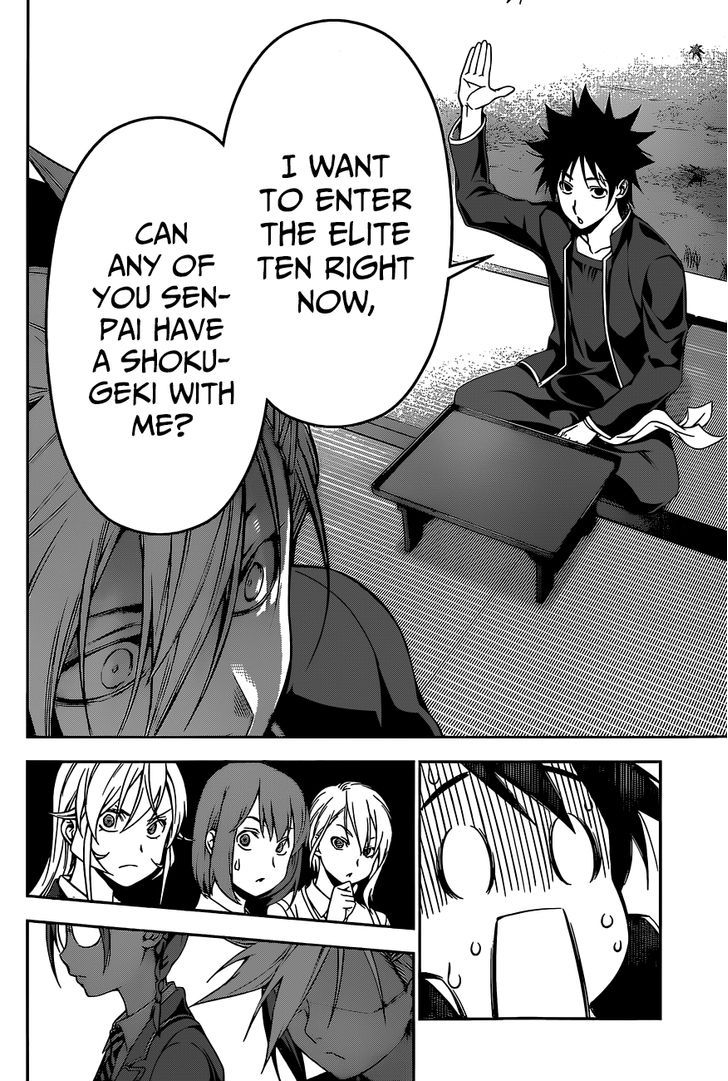 I WANT
TO ENTER
THE ELITE
TEN RIGHT
NOW,
CAN
ANY OF
YOU SEN-
PAI HAVE
A SHOKU-
GEKI WITH
ME?